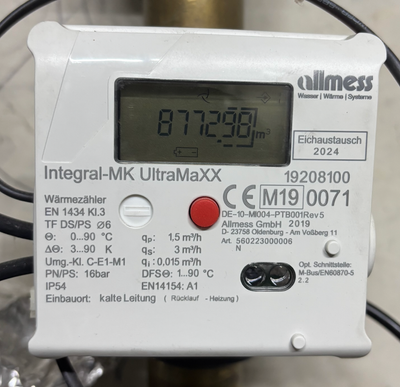 allmess
Wasser | Wärme | Systeme
87712.98 m³
Eichaustausch
2024
Integral-MK UltraMaXX
19208100
Wärmezähler
EN 1434 Kl.3
TF DS/PS ∅6
Θ: 0...90 °C
ΔΘ: 3...90 K
Umg.-Kl. C-E1-M1
PN/PS: 16bar
IP54
Einbauort: kalte Leitung ( Rücklauf - Heizung )
qp: 1,5 m³/h
qs: 3 m³/h
qi: 0,015 m³/h
DFSΘ: 1...90 °C
EN14154: A1
CE M19 0071
DE-10-MI004-PTB001Rev5
Allmess GmbH 2019
D- 23758 Oldenburg - Am Voßberg 11
Art. 560223000006
N
Opt. Schnittstelle:
M-Bus/EN60870-5
2.2